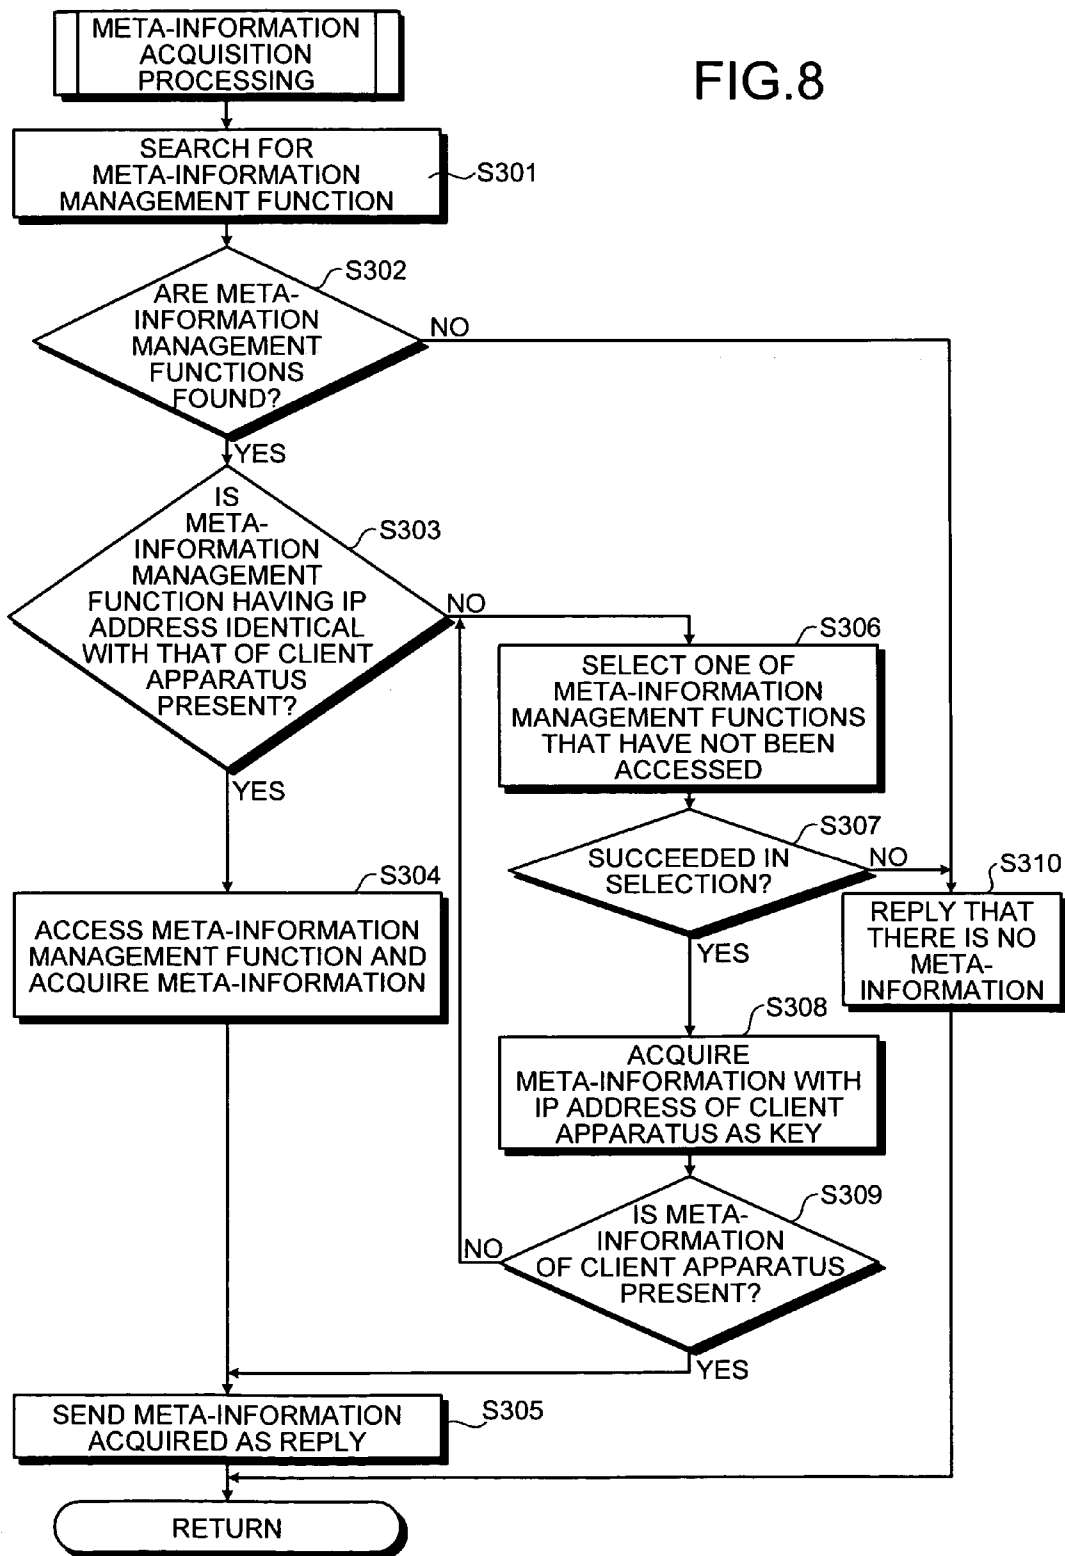 META-INFORMATION
ACQUISITION
PROCESSING
FIG.8
SEARCH FOR
META-INFORMATION
MANAGEMENT FUNCTION
S301
S302
ARE META-
INFORMATION
MANAGEMENT
FUNCTIONS
FOUND?
NO
YES
IS
META-
INFORMATION
MANAGEMENT
FUNCTION HAVING IP
ADDRESS IDENTICAL
WITH THAT OF CLIENT
APPARATUS
PRESENT?
S303
NO
YES
S306
SELECT ONE OF
META-INFORMATION
MANAGEMENT FUNCTIONS
THAT HAVE NOT BEEN
ACCESSED
S307
SUCCEEDED IN
SELECTION?
NO
YES
S304
ACCESS META-INFORMATION
MANAGEMENT FUNCTION AND
ACQUIRE META-INFORMATION
S310
REPLY THAT
THERE IS NO
META-
INFORMATION
S308
ACQUIRE
META-INFORMATION WITH
IP ADDRESS OF CLIENT
APPARATUS AS KEY
S309
IS META-
INFORMATION
OF CLIENT APPARATUS
PRESENT?
NO
YES
SEND META-INFORMATION
ACQUIRED AS REPLY
S305
RETURN